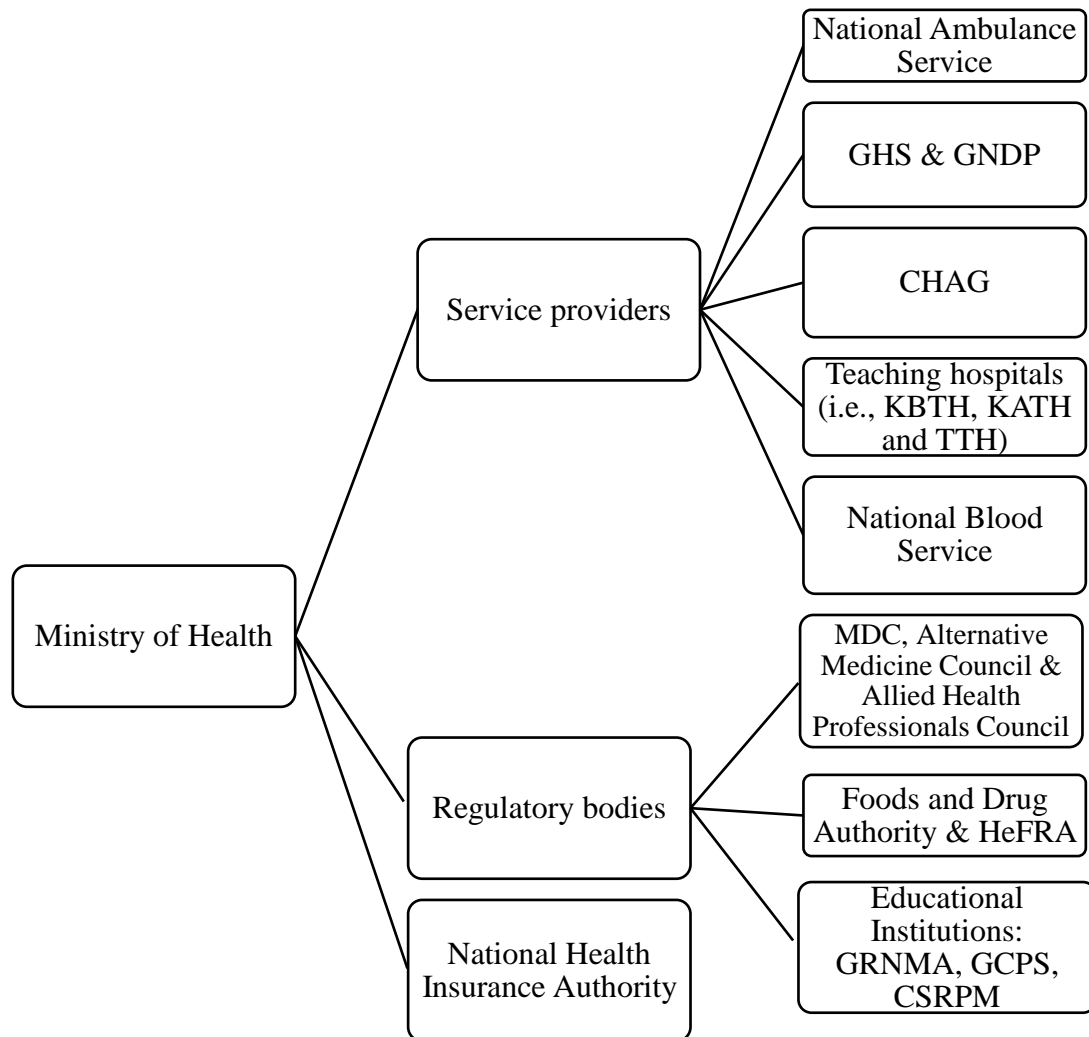 Ministry of Health
Service providers
National Ambulance
Service
GHS & GNDP
CHAG
Teaching hospitals
(i.e., KBTH, KATH
and TTH)
National Blood
Service
Regulatory bodies
MDC, Alternative
Medicine Council &
Allied Health
Professionals Council
Foods and Drug
Authority & HeFRA
Educational
Institutions:
GRNMA, GCPS,
CSRPM
National Health
Insurance Authority